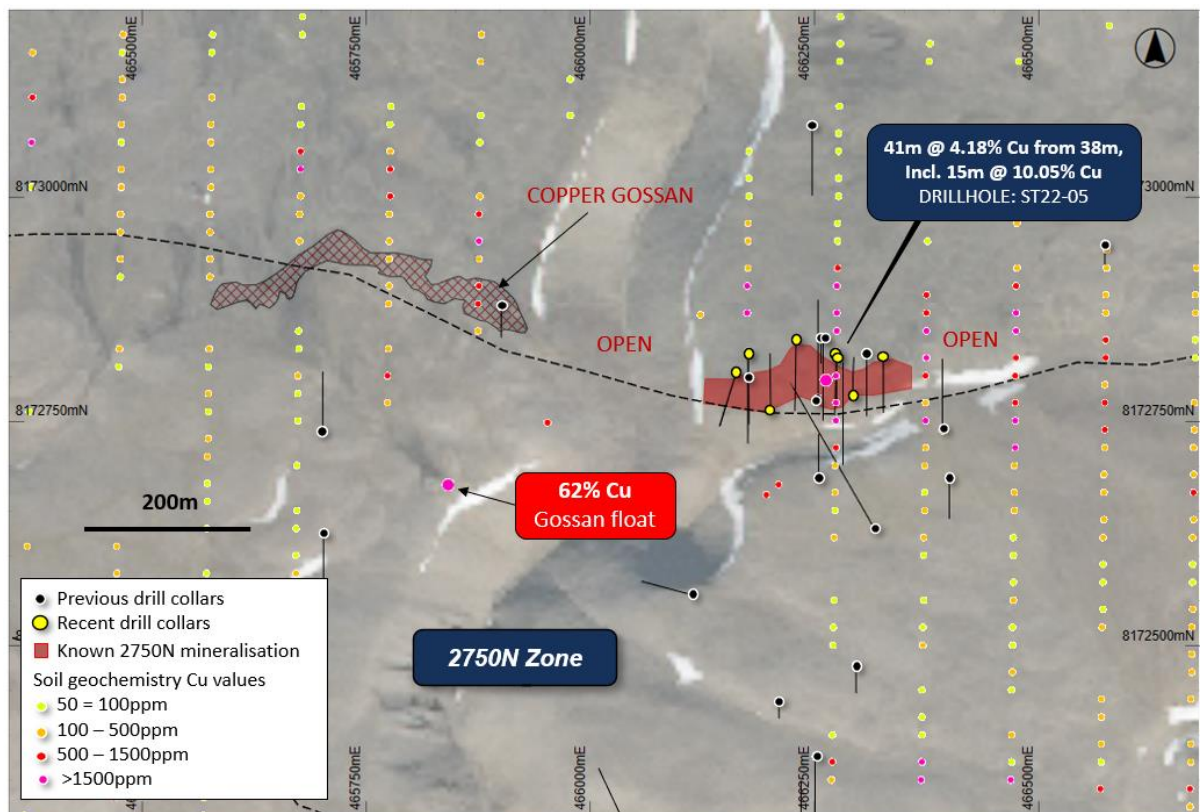 465500mE
465750mE
466000mE
466250mE
466500mE
41m @ 4.18% Cu from 38m,
Incl. 15m @ 10.05% Cu
DRILLHOLE: ST22-05
8173000mN
COPPER GOSSAN
8173000mN
OPEN
OPEN
8172750mN
8172750mN
62% Cu
Gossan float
200m
Previous drill collars
Recent drill collars
Known 2750N mineralisation
Soil geochemistry Cu values
50 = 100ppm
100 – 500ppm
500 – 1500ppm
>1500ppm
2750N Zone
8172500mN
465750mE
466000mE
466250mE
466500mE